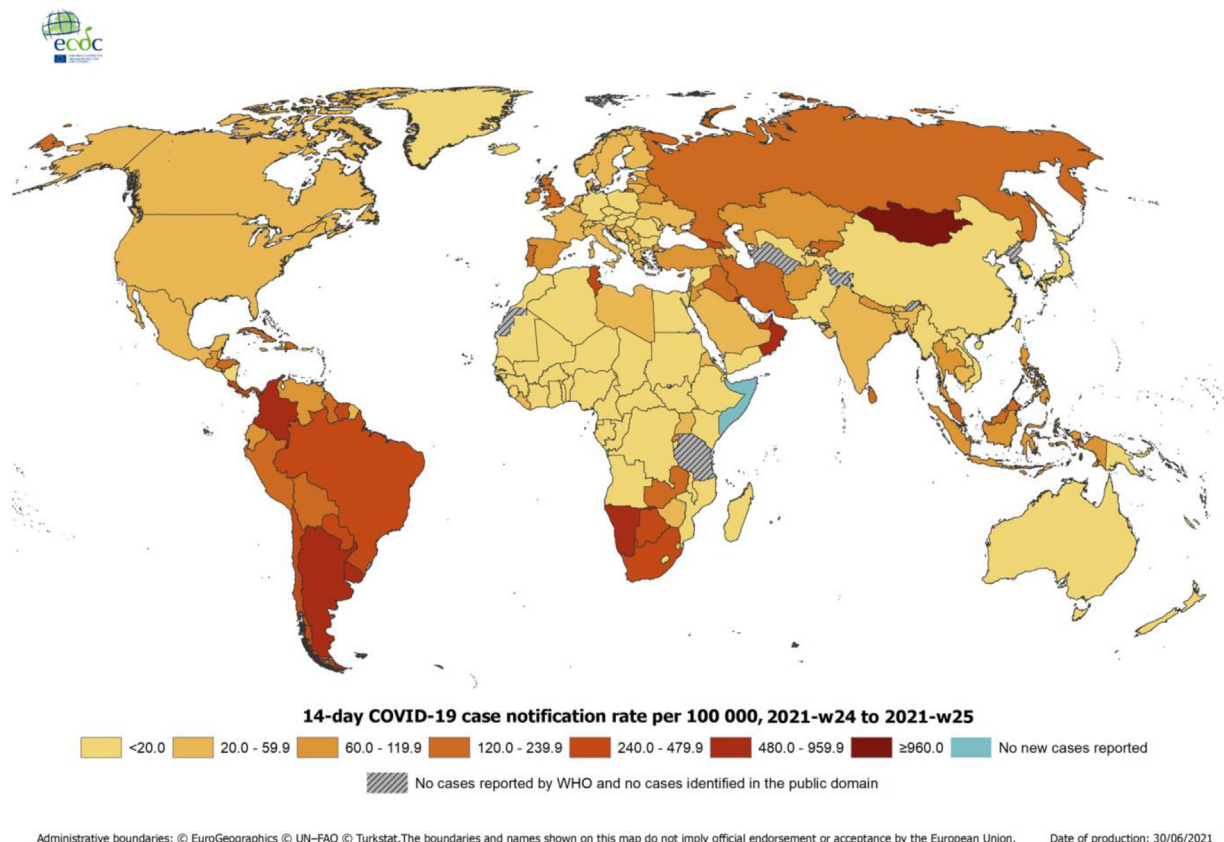 ecdc
14-day COVID-19 case notification rate per 100 000, 2021-w24 to 2021-w25
<20.0 20.0 - 59.9 60.0 - 119.9 120.0 - 239.9 240.0 - 479.9 480.0 - 959.9 ≥960.0 No new cases reported
No cases reported by WHO and no cases identified in the public domain
Administrative boundaries: © EuroGeographics © UN–FAO © Turkstat.The boundaries and names shown on this map do not imply official endorsement or acceptance by the European Union. Date of production: 30/06/2021